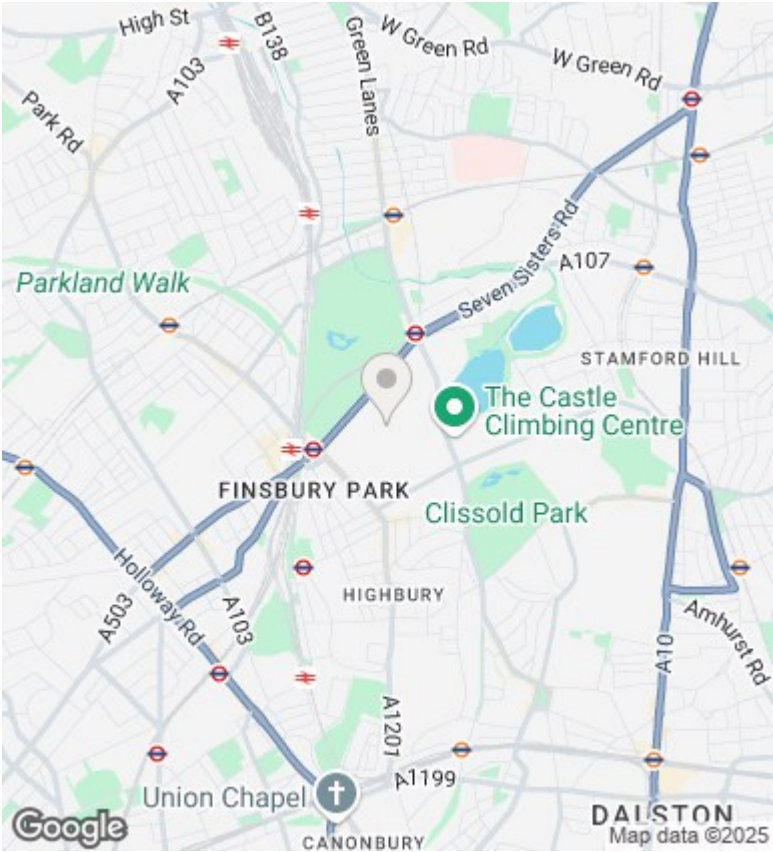 High St
B138
W Green Rd
A103
Green Lanes
W Green Rd
Park Rd
Seven Sisters Rd
A107
Parkland Walk
STAMFORD HILL
The Castle
Climbing Centre
FINSBURY PARK
Clissold Park
Holloway Rd
HIGHBURY
A503
A103
Amhurst Rd
A10
A1201
A1199
Union Chapel
DALSTON
Google
CANONBURY
Map data ©2025